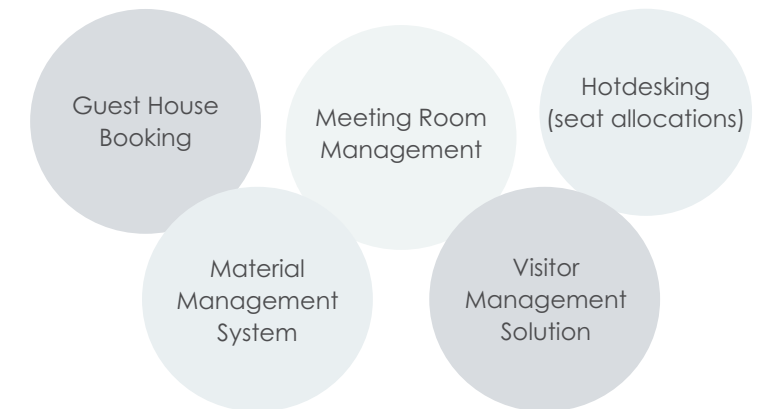 Guest House
Booking
Meeting Room
Management
Hotdesking
(seat allocations)
Material
Management
System
Visitor
Management
Solution